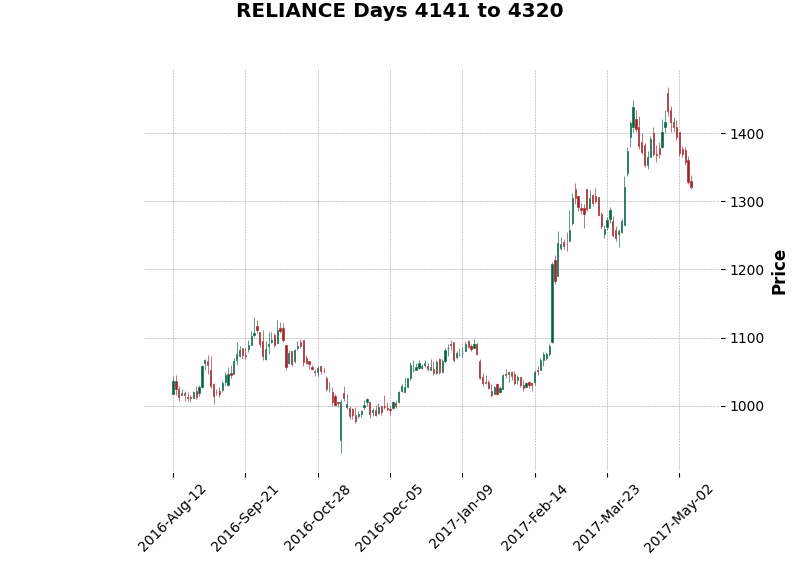 RELIANCE Days 4141 to 4320
1400
1300
1200
1100
1000
Price
2016-Aug-12
2016-Sep-21
2016-Oct-28
2016-Dec-05
2017-Jan-09
2017-Feb-14
2017-Mar-23
2017-May-02